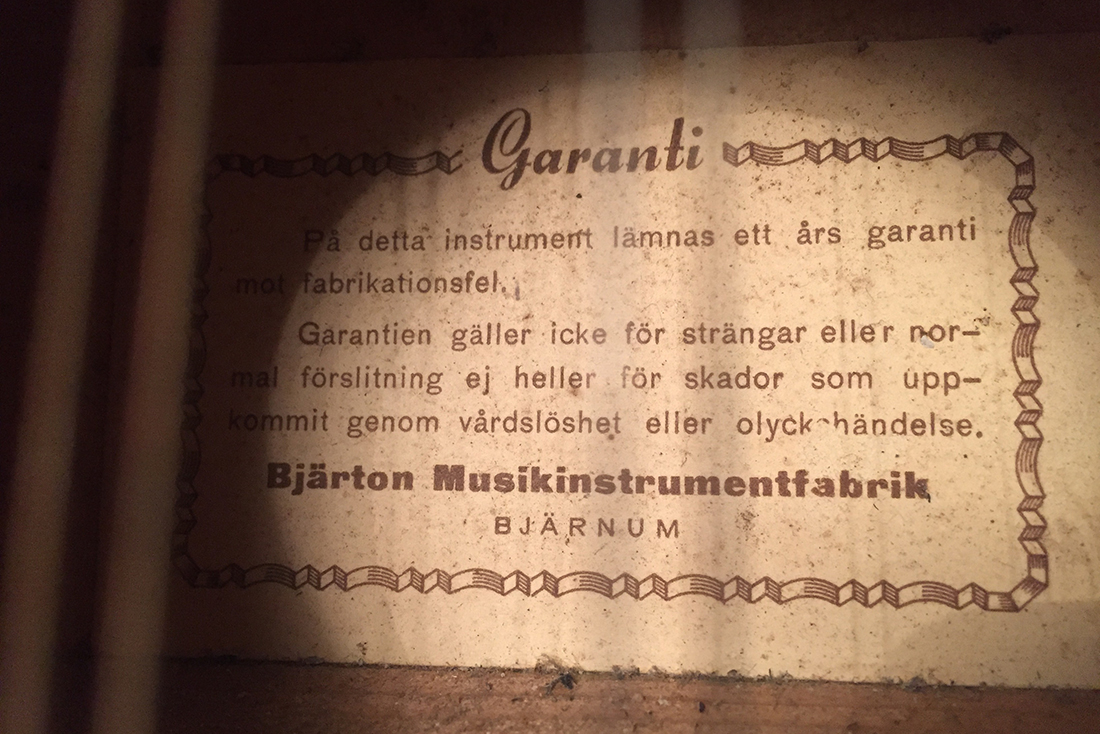 Garanti
På detta instrument lämnas ett års garanti
mot fabrikationsfel.
Garantien gäller icke för strängar eller nor-
mal förslitning ej heller för skador som upp-
kommit genom vårdslöshet eller olyckshändelse.
Bjärton Musikinstrumentfabrik
BJÄRNUM